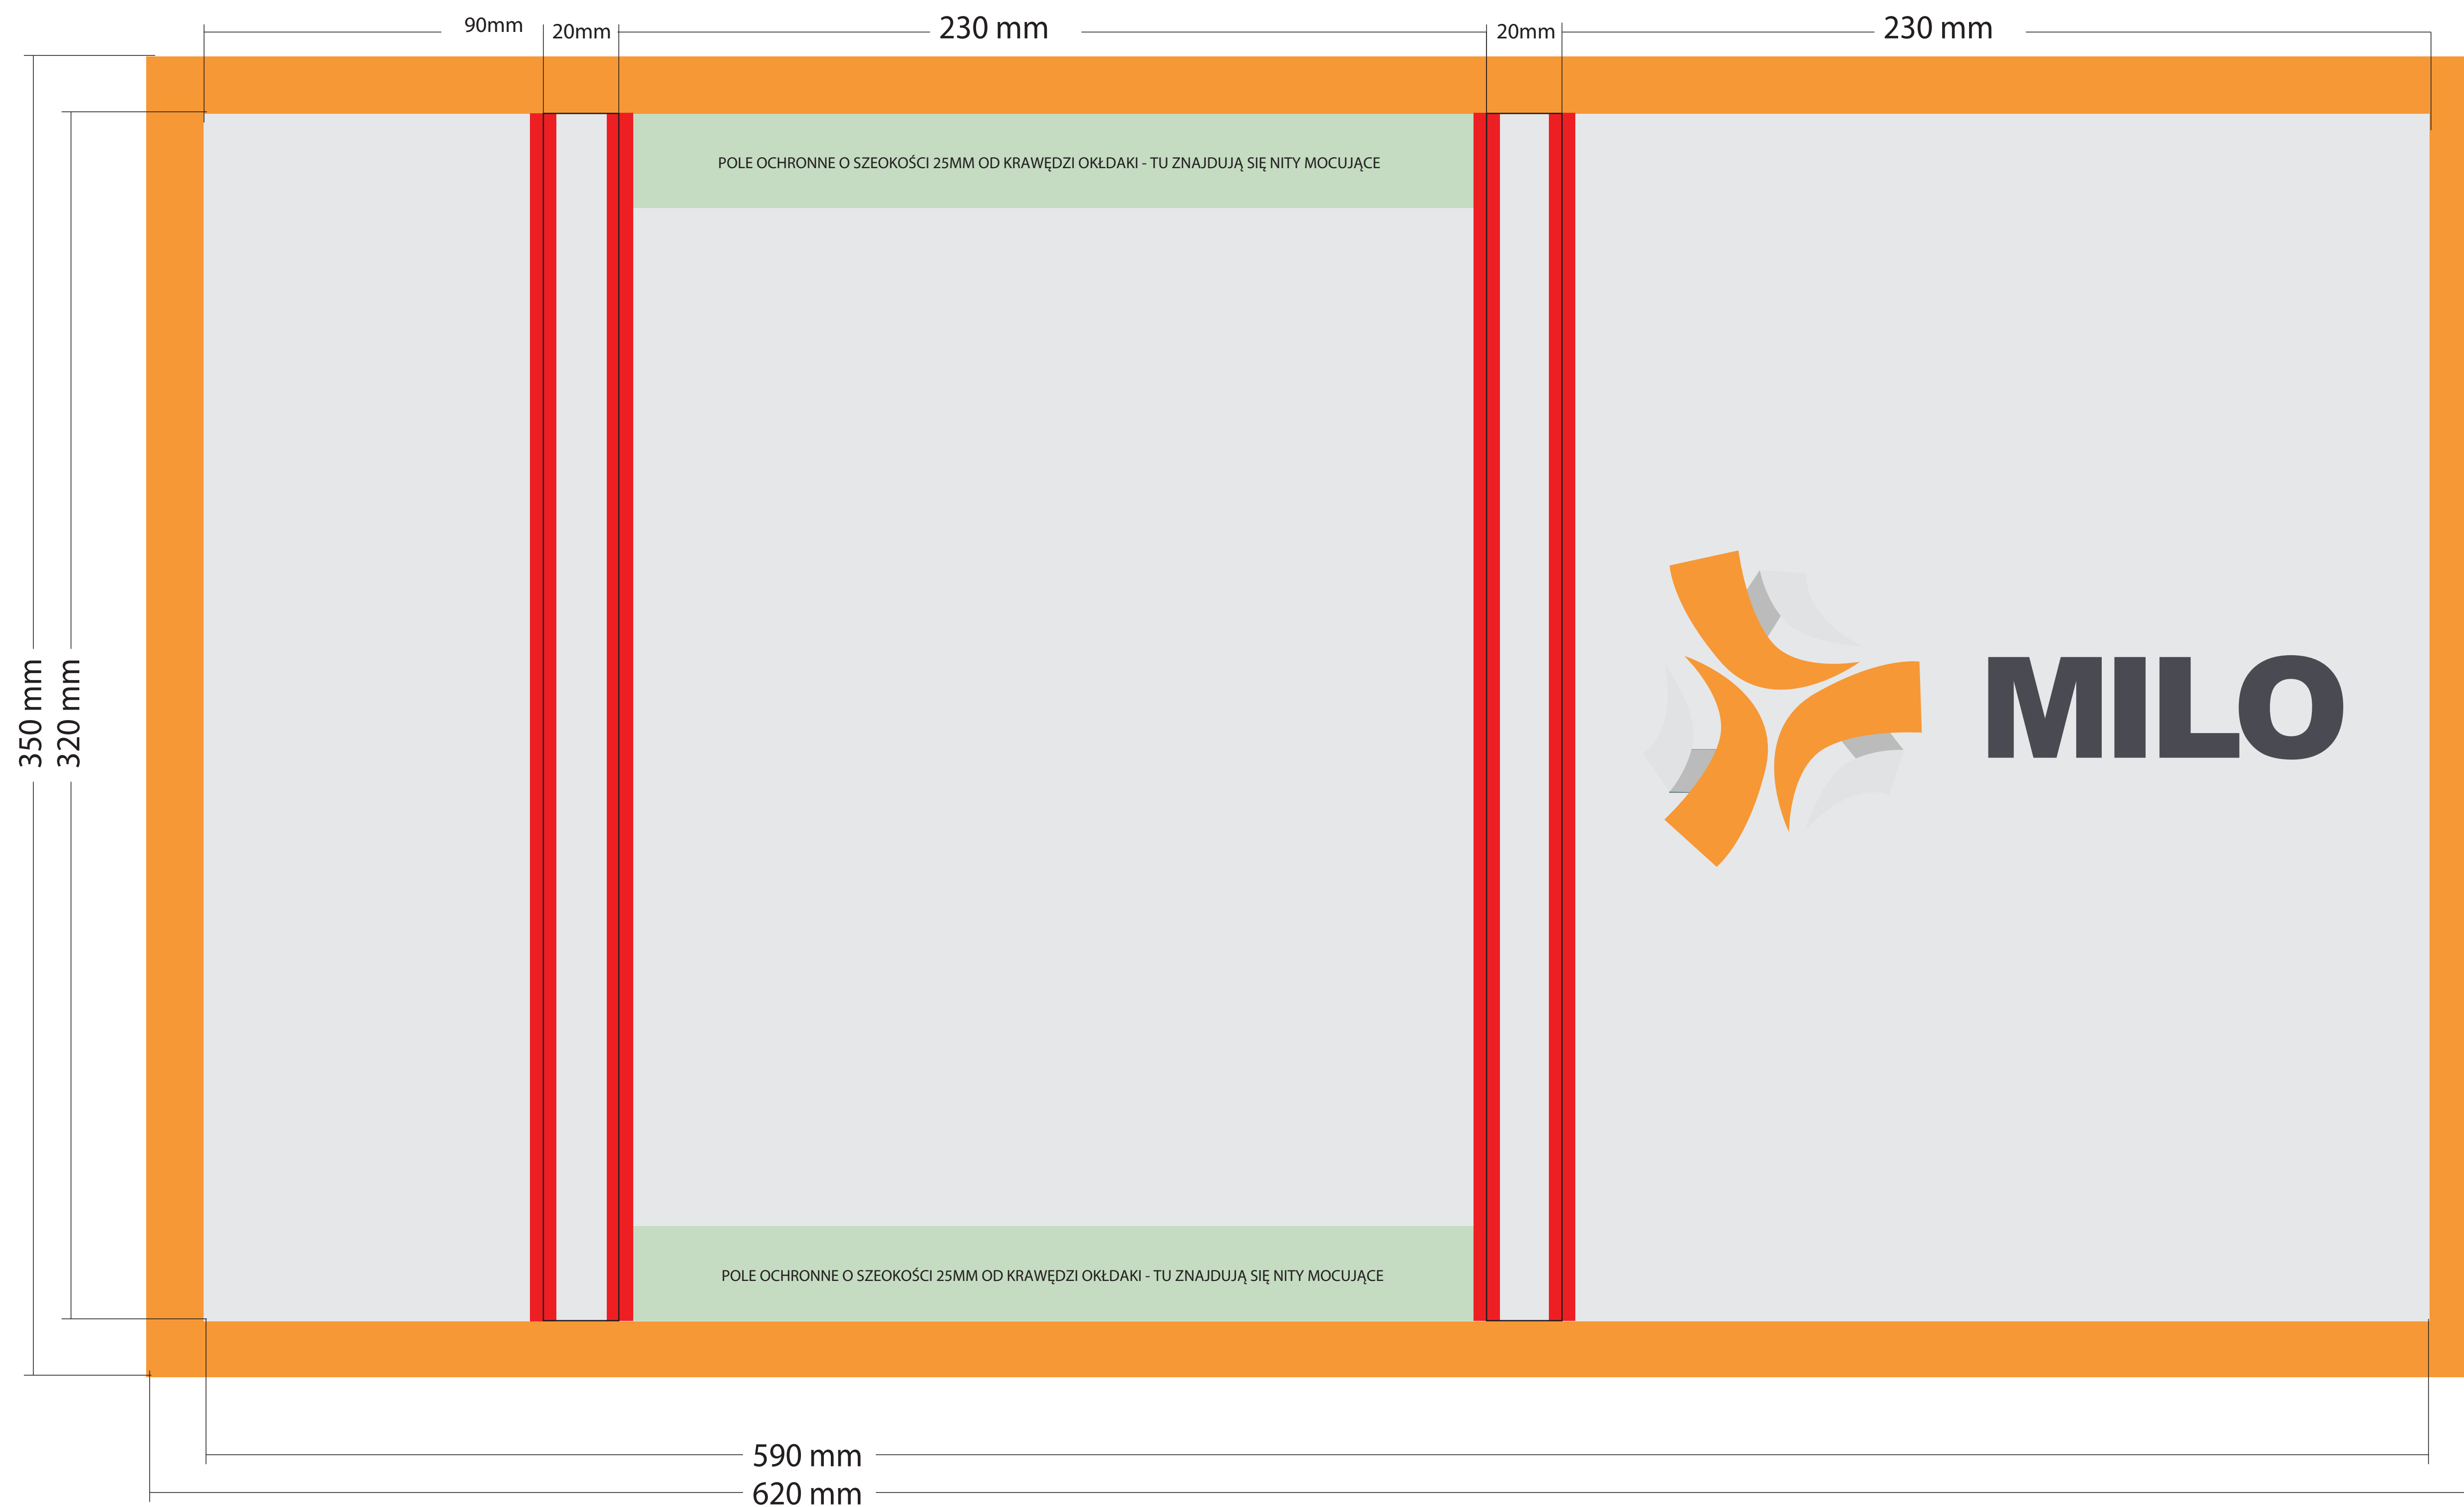 90mm
20mm
230 mm
20mm
230 mm
POLE OCHRONNE O SZEOKOŚCI 25MM OD KRAWĘDZI OKŁDAKI - TU ZNAJDUJĄ SIĘ NITY MOCUJĄCE
350 mm
320 mm
MILO
POLE OCHRONNE O SZEOKOŚCI 25MM OD KRAWĘDZI OKŁDAKI - TU ZNAJDUJĄ SIĘ NITY MOCUJĄCE
590 mm
620 mm